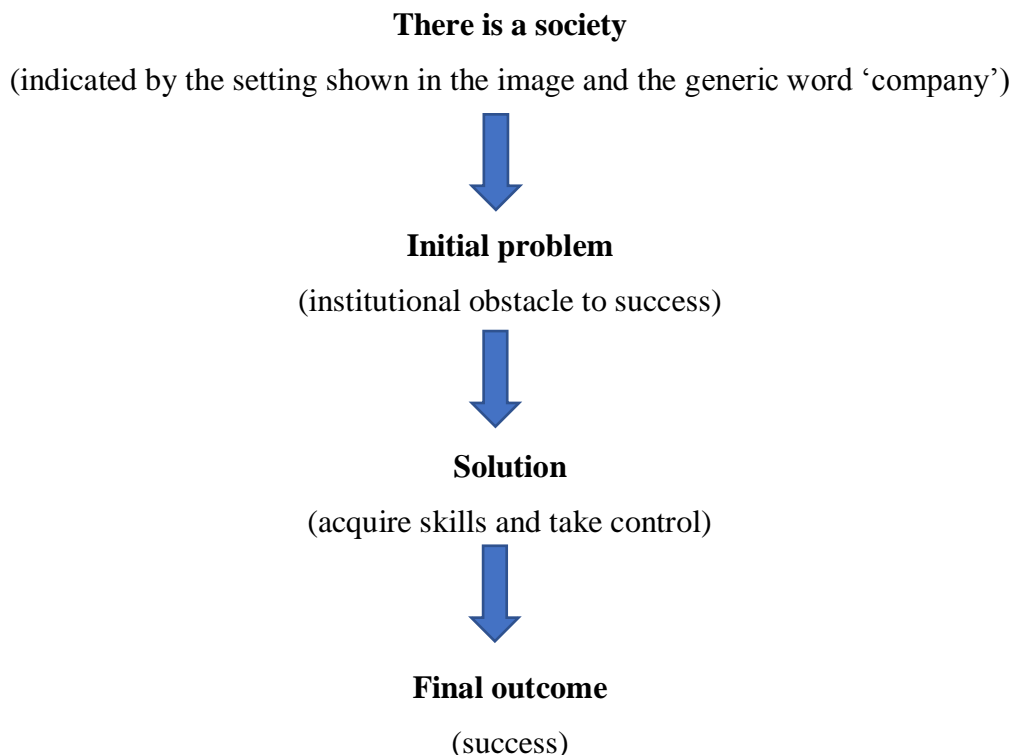 There is a society
(indicated by the setting shown in the image and the generic word ‘company’)
Initial problem
(institutional obstacle to success)
Solution
(acquire skills and take control)
Final outcome
(success)